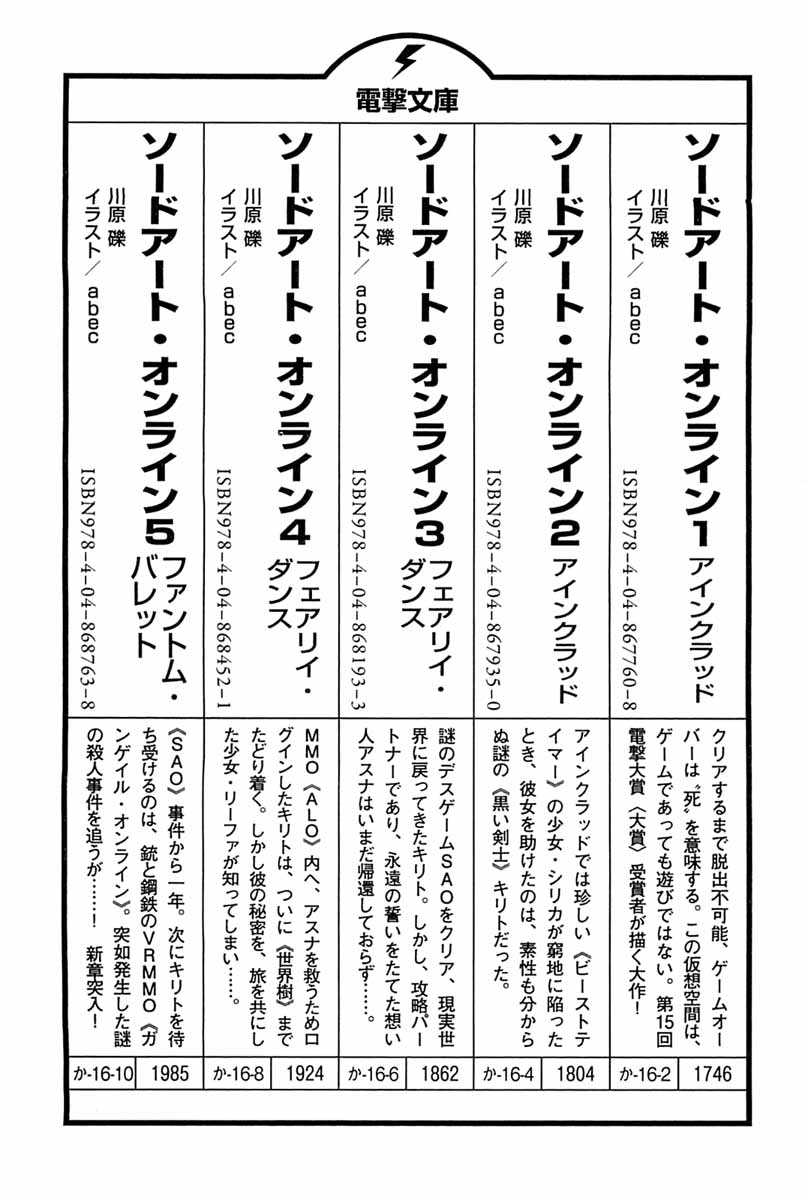 電撃文庫
ソードアート・オンライン1 アインクラッド
川原 礫
イラスト/abec
ISBN978-4-04-867760-8
クリアするまで脱出不可能、ゲームオー
バーは〝死〟を意味する。この仮想空間は、
ゲームであっても遊びではない。第15回
電撃大賞〈大賞〉受賞者が描く大作!
か-16-2
1746
ソードアート・オンライン2 アインクラッド
川原 礫
イラスト/abec
ISBN978-4-04-867935-0
アインクラッドでは珍しい《ビーストテ
イマー》の少女・シリカが窮地に陥った
とき、彼女を助けたのは、素性も分から
ぬ謎の《黒い剣士》キリトだった。
か-16-4
1804
ソードアート・オンライン3 フェアリィ・
ダンス
川原 礫
イラスト/abec
ISBN978-4-04-868193-3
謎のデスゲームSAOをクリア、現実世
界に戻ってきたキリト。しかし、攻略パー
トナーであり、永遠の誓いをたてた想い
人アスナはいまだ帰還しておらず……。
か-16-6
1862
ソードアート・オンライン4 フェアリィ・
ダンス
川原 礫
イラスト/abec
ISBN978-4-04-868452-1
MMO《ALO》内へ、アスナを救うためロ
グインしたキリトは、ついに《世界樹》まで
たどり着く。しかし彼の秘密を、旅を共にし
た少女・リーファが知ってしまい……。
か-16-8
1924
ソードアート・オンライン5 ファントム・
バレット
川原 礫
イラスト/abec
ISBN978-4-04-868763-8
《SAO》事件から一年。次にキリトを待
ち受けるのは、銃と鋼鉄のVRMMO《ガ
ンゲイル・オンライン》。突如発生した謎
の殺人事件を追うが……! 新章突入!
か-16-10
1985